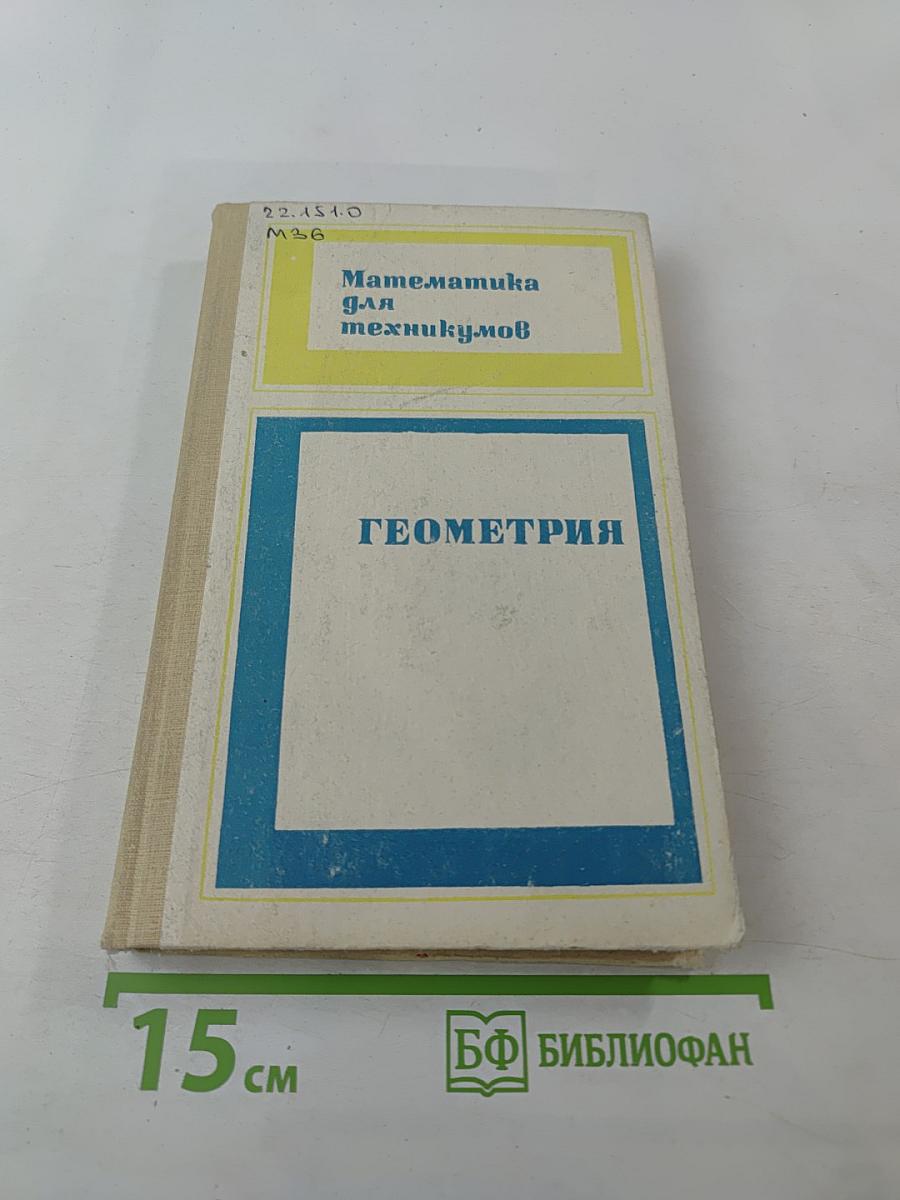 22.151.0
М36
Математика
для
техникумов
ГЕОМЕТРИЯ
15 см
БФ БИБЛИОФАН